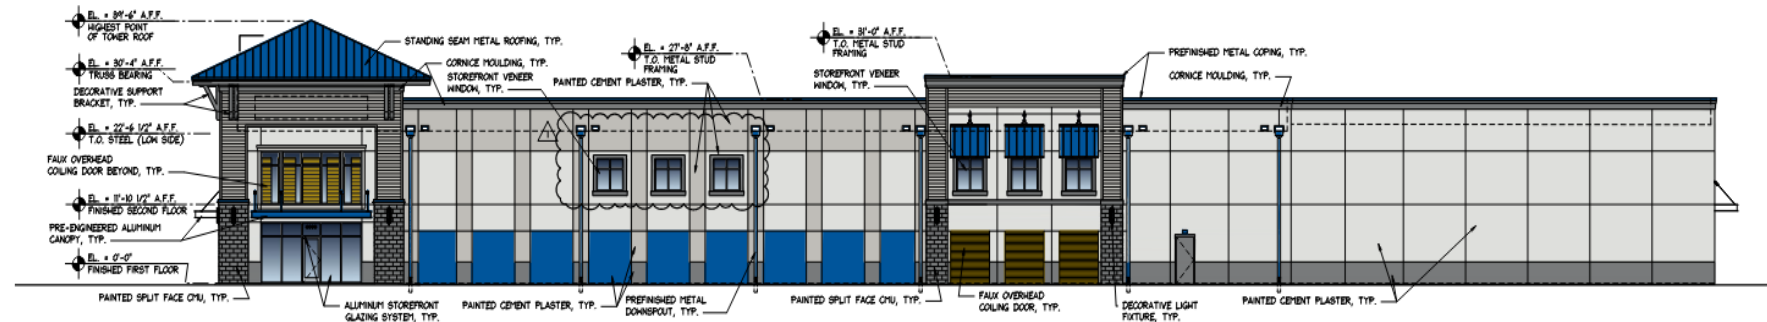 EL. = 39'-6" A.F.F.
HIGHEST POINT
OF TOWER ROOF
EL. = 30'-4" A.F.F.
TRUSS BEARING
DECORATIVE SUPPORT
BRACKET, TYP.
EL. = 22'-6 1/2" A.F.F.
T.O. STEEL (LOW SIDE)
FAUX OVERHEAD
COILING DOOR BEYOND, TYP.
EL. = 11'-10 1/2" A.F.F.
FINISHED SECOND FLOOR
PRE-ENGINEERED ALUMINUM
CANOPY, TYP.
EL. = 0'-0"
FINISHED FIRST FLOOR
PAINTED SPLIT FACE CMU, TYP.
STANDING SEAM METAL ROOFING, TYP.
CORNICE MOULDING, TYP.
STOREFRONT VENEER
WINDOW, TYP.
EL. = 27'-8" A.F.F.
T.O. METAL STUD
FRAMING
PAINTED CEMENT PLASTER, TYP.
EL. = 31'-0" A.F.F.
T.O. METAL STUD
FRAMING
STOREFRONT VENEER
WINDOW, TYP.
PREFINISHED METAL COPING, TYP.
CORNICE MOULDING, TYP.
1
ALUMINUM STOREFRONT
GLAZING SYSTEM, TYP.
PAINTED CEMENT PLASTER, TYP.
PREFINISHED METAL
DOWNSPOUT, TYP.
PAINTED SPLIT FACE CMU, TYP.
FAUX OVERHEAD
COILING DOOR, TYP.
DECORATIVE LIGHT
FIXTURE, TYP.
PAINTED CEMENT PLASTER, TYP.